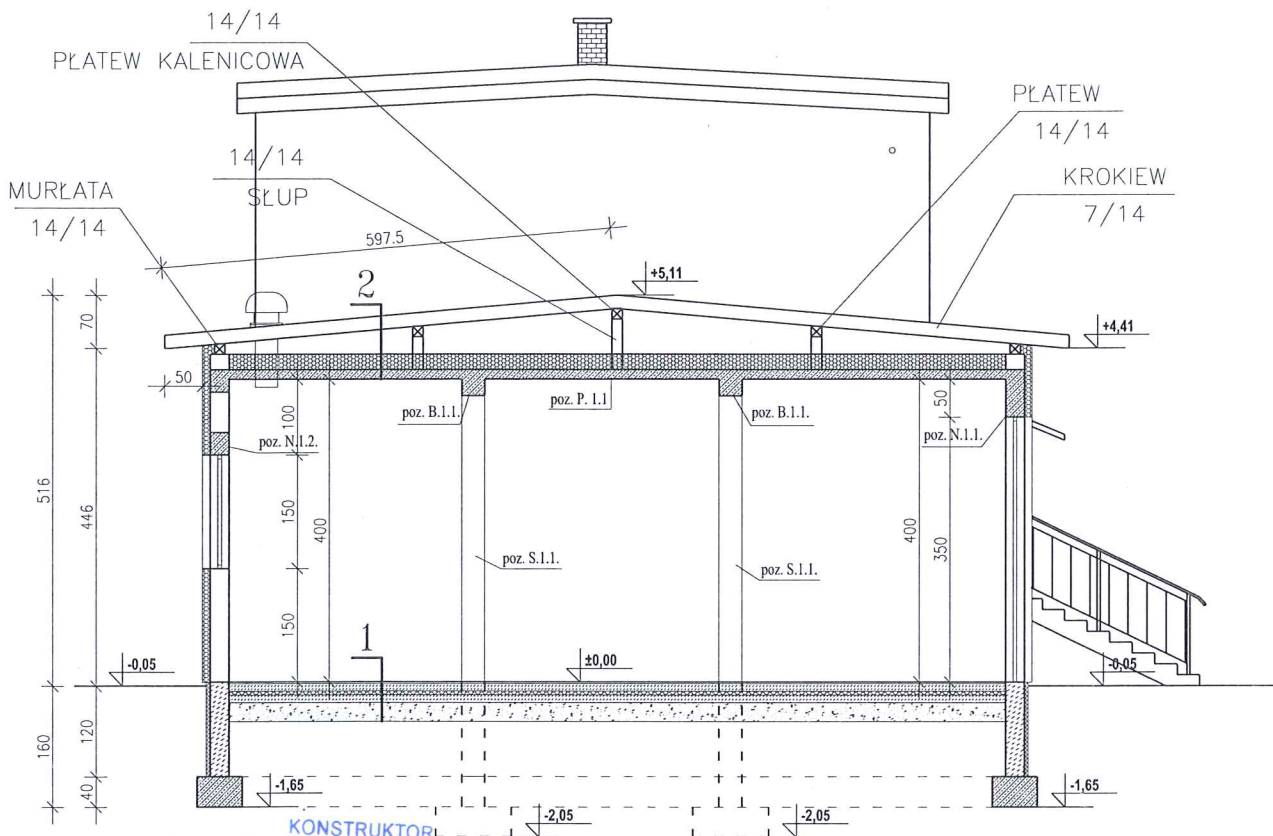 14/14
PŁATEW KALENICOWA
PŁATEW
14/14
14/14
SŁUP
MURŁATA
14/14
KROKIEW
7/14
597.5
+5,11
2
70
+4,41
50
100
50
poz. B.1.1.
poz. P. 1.1
poz. B.1.1.
poz. N.1.2.
poz. N.1.1.
516
446
150
400
400
350
poz. S.1.1.
poz. S.1.1.
150
1
-0,05
±0,00
-0,05
160
120
40
-1,65
-1,65
-2,05
-2,05
KONSTRUKTOR